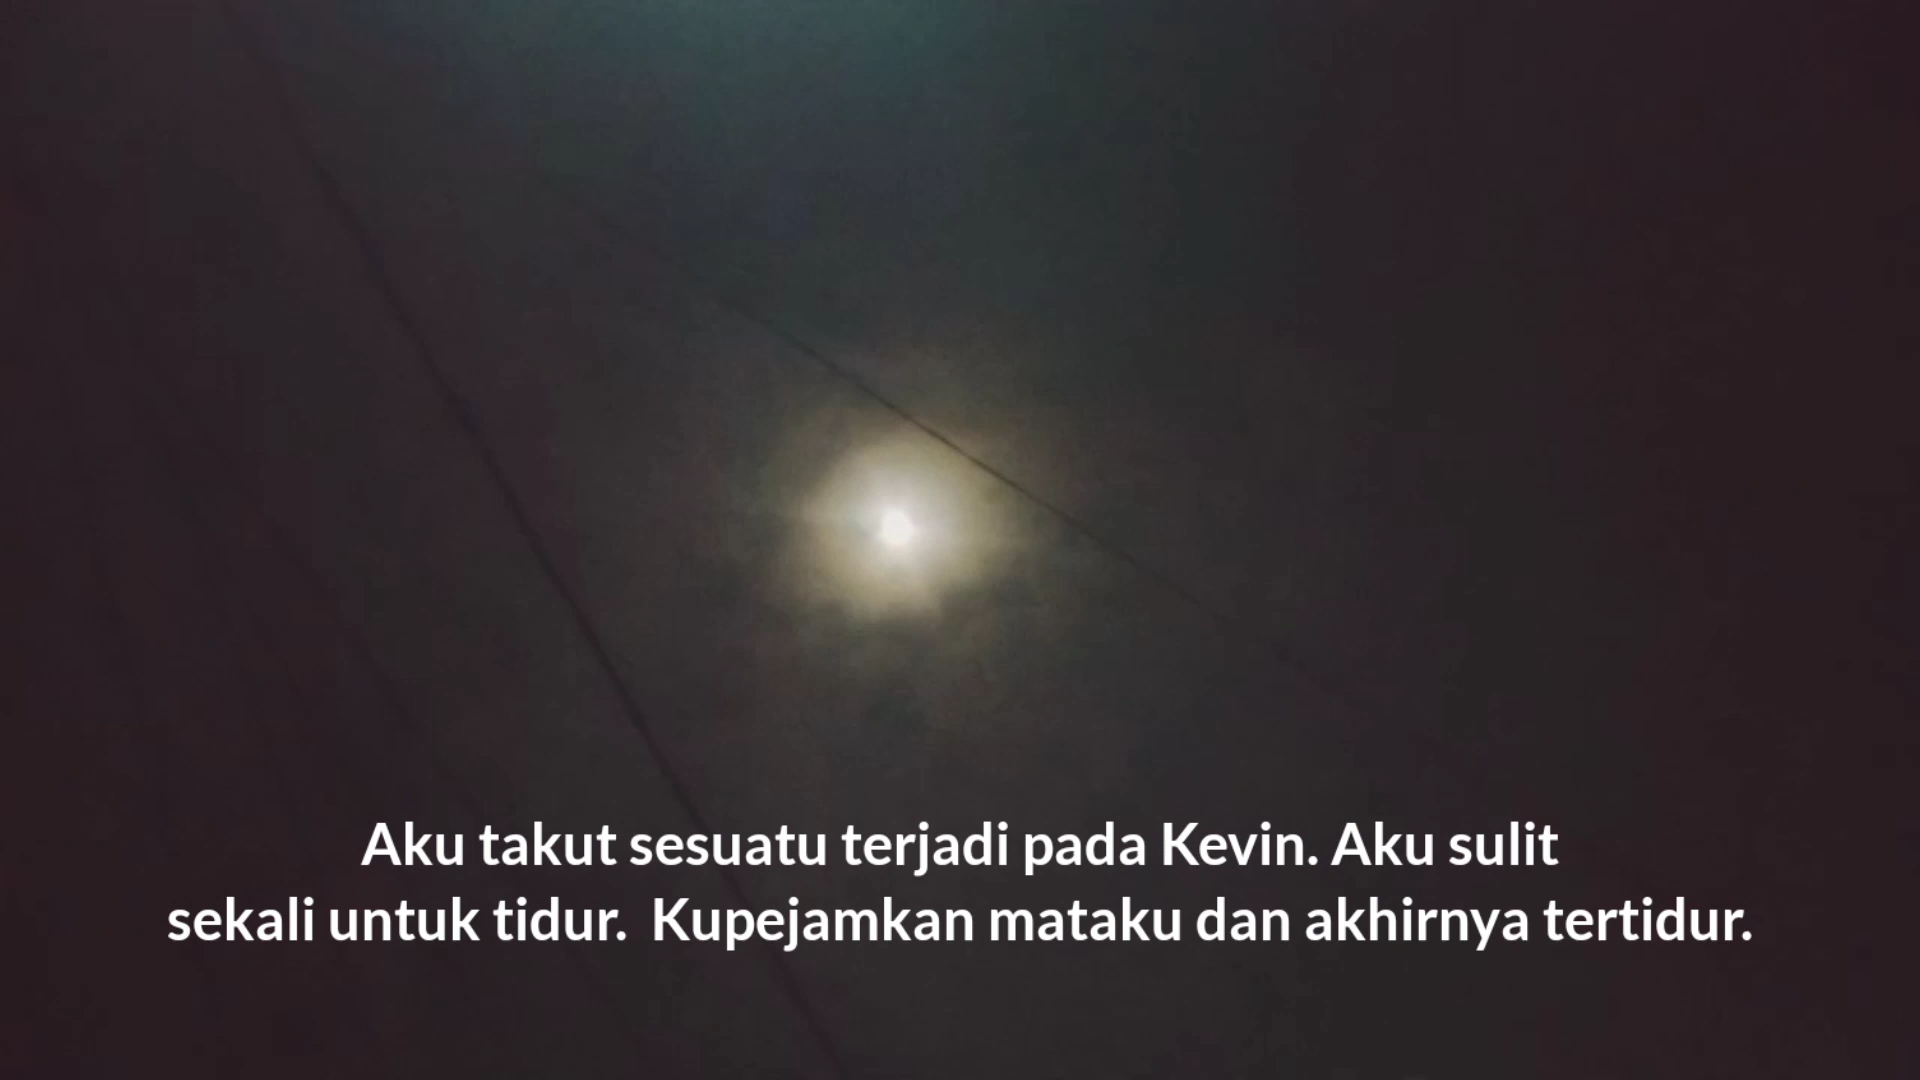 Aku takut sesuatu terjadi pada Kevin. Aku sulit
sekali untuk tidur.  Kupejamkan mataku dan akhirnya tertidur.